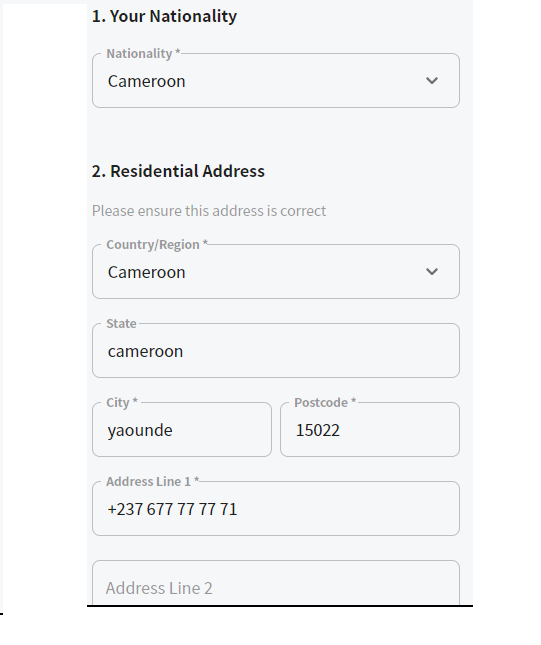 1. Your Nationality
Nationality *
Cameroon
2. Residential Address
Please ensure this address is correct
Country/Region *
Cameroon
State
cameroon
City *
Postcode *
yaounde
15022
Address Line 1 *
+237 677 77 77 71
Address Line 2